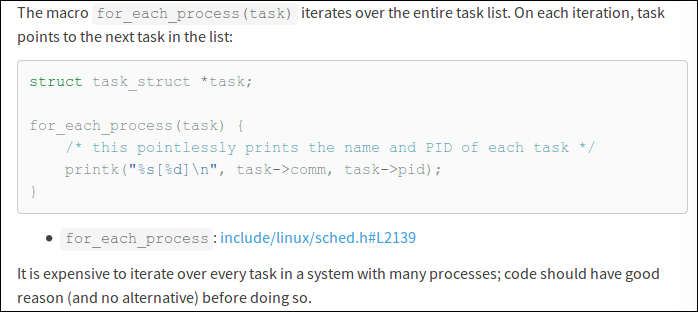 The macro for_each_process(task) iterates over the entire task list. On each iteration, task
points to the next task in the list:
struct task_struct *task;
for_each_process(task) {
/* this pointlessly prints the name and PID of each task */
printk("%s[%d]\n", task->comm, task->pid);
}
• for_each_process: include/linux/sched.h#L2139
It is expensive to iterate over every task in a system with many processes; code should have good
reason (and no alternative) before doing so.